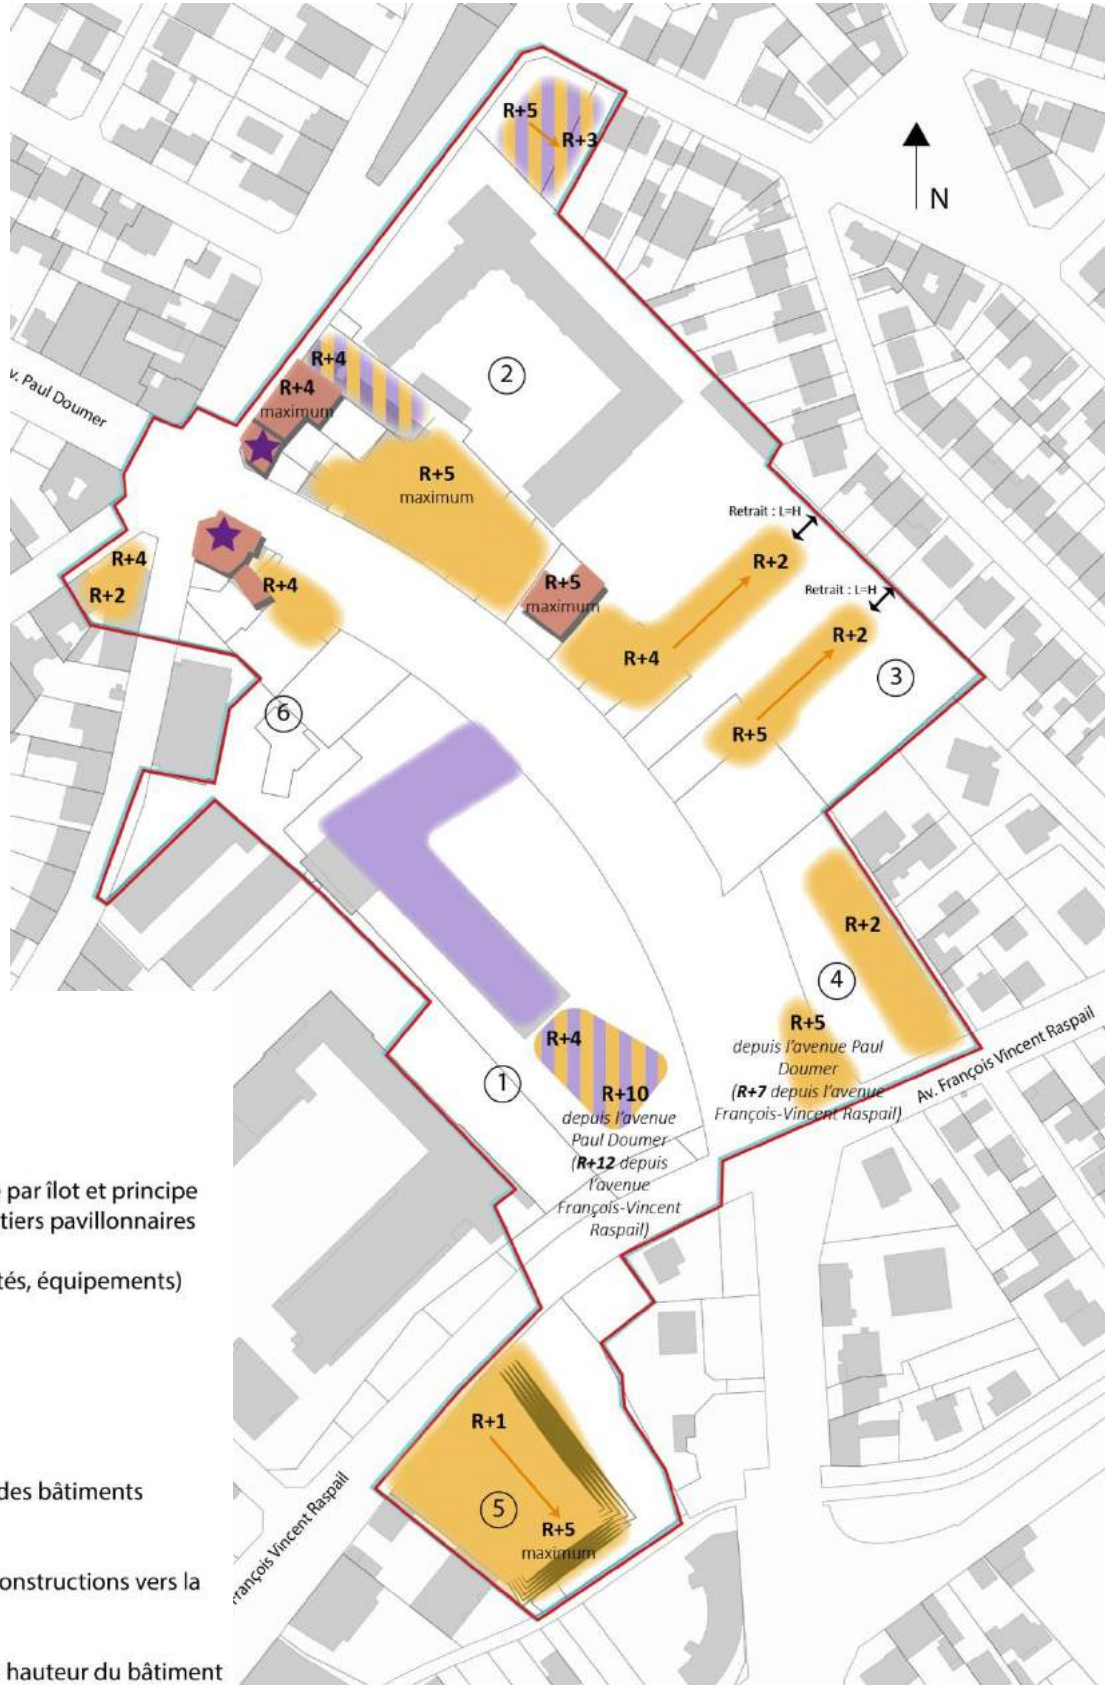 R+5
R+3
N
R+4
R+4
maximum
2
v. Paul Doumer
R+5
maximum
Retrait : L=H
R+2
R+4
R+2
R+4
R+5
maximum
Retrait : L=H
R+2
R+4
3
6
R+5
R+2
4
R+5
depuis l'avenue Paul
Doumer
(R+7 depuis l'avenue
François-Vincent Raspail)
Av. François Vincent Raspail
R+4
1
R+10
depuis l'avenue
Paul Doumer
(R+12 depuis
l'avenue
François-Vincent
Raspail)
par îlot et principe
tiers pavillonnaires
tés, équipements)
R+1
5
R+5
maximum
François Vincent Raspail
des bâtiments
onstructions vers la
hauteur du bâtiment